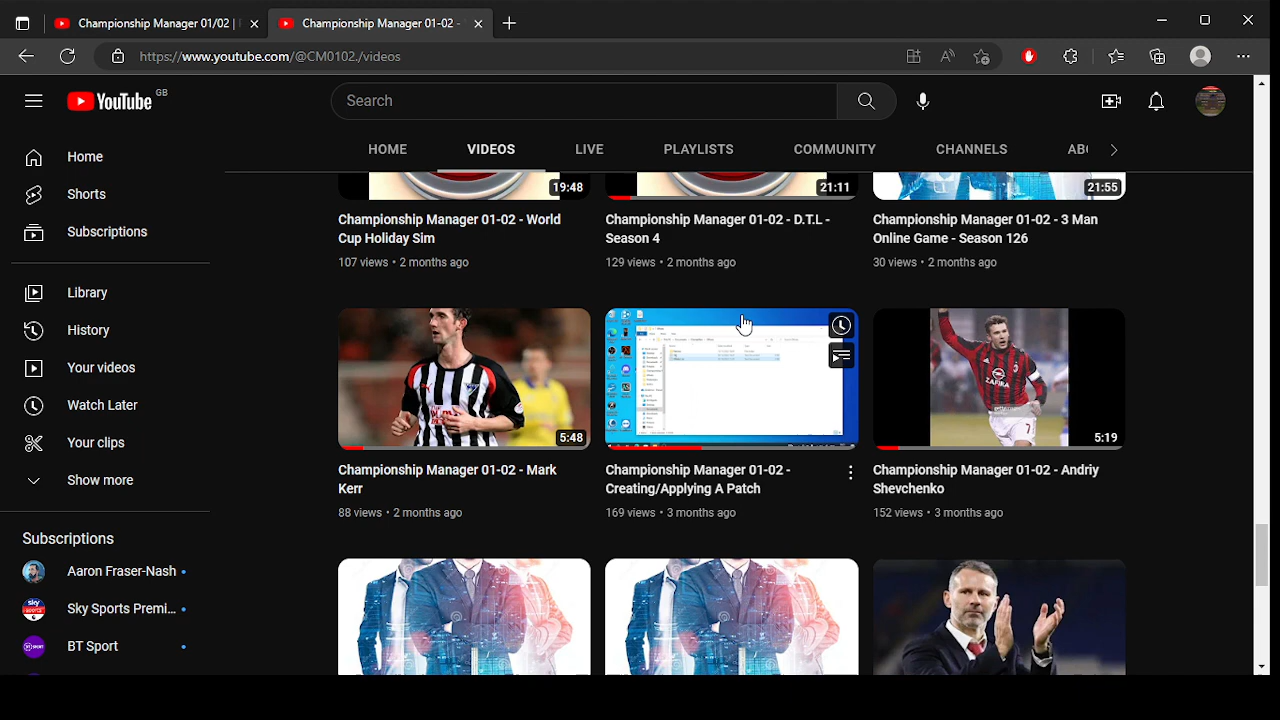 Championship Manager 01/02 |
Championship Manager 01-02 -
https://www.youtube.com/@CM0102./videos
YouTube GB
Search
HOME
VIDEOS
LIVE
PLAYLISTS
COMMUNITY
CHANNELS
Home
Shorts
Subscriptions
Library
History
Your videos
Watch Later
Your clips
Show more
Subscriptions
Aaron Fraser-Nash
Sky Sports Premi...
BT Sport
19:48
21:11
21:55
Championship Manager 01-02 - World
Cup Holiday Sim
107 views • 2 months ago
Championship Manager 01-02 - D.T.L -
Season 4
129 views • 2 months ago
Championship Manager 01-02 - 3 Man
Online Game - Season 126
30 views • 2 months ago
5:48
ZAFIRA
7
5:19
Championship Manager 01-02 - Mark
Kerr
88 views • 2 months ago
Championship Manager 01-02 -
Creating/Applying A Patch
169 views • 3 months ago
Championship Manager 01-02 - Andriy
Shevchenko
152 views • 3 months ago